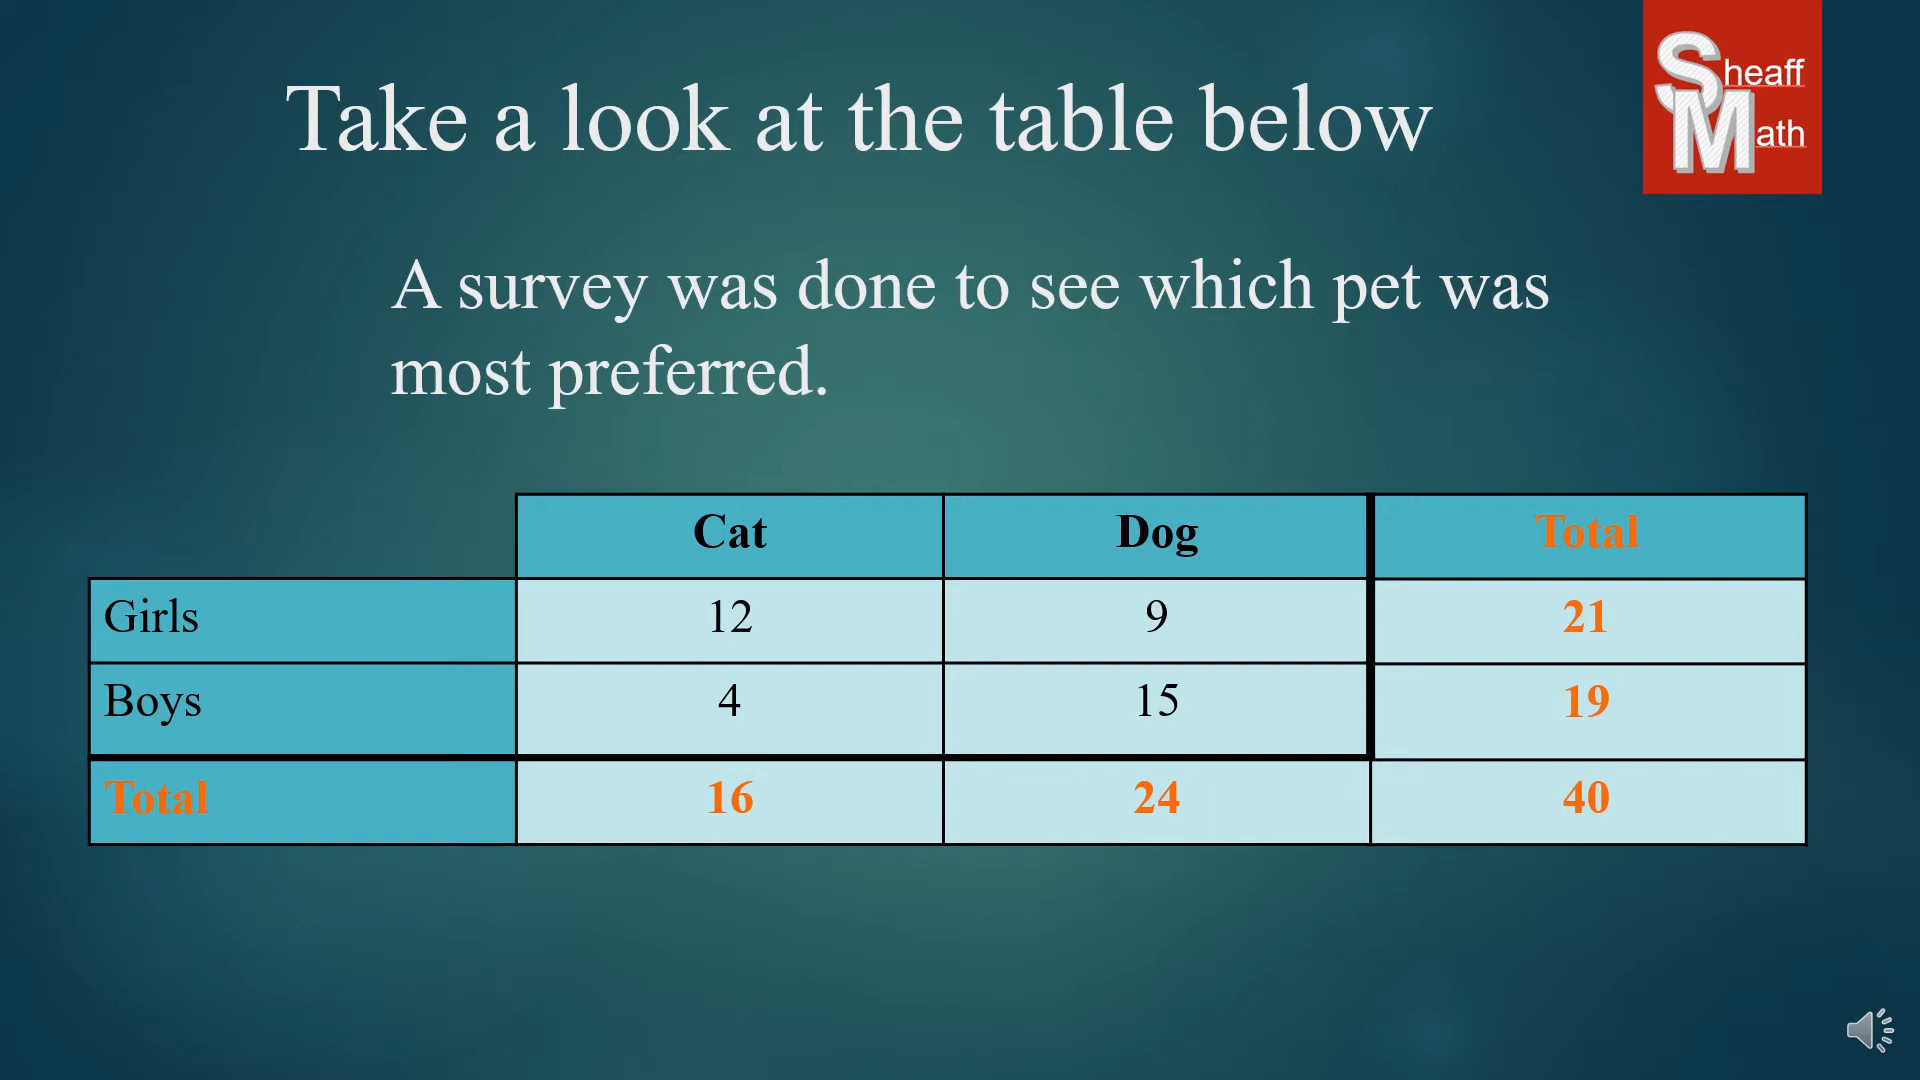 Take a look at the table below
Sheaff
Math
A survey was done to see which pet was
most preferred.
Cat Dog Total
Girls 12 9 21
Boys 4 15 19
Total 16 24 40